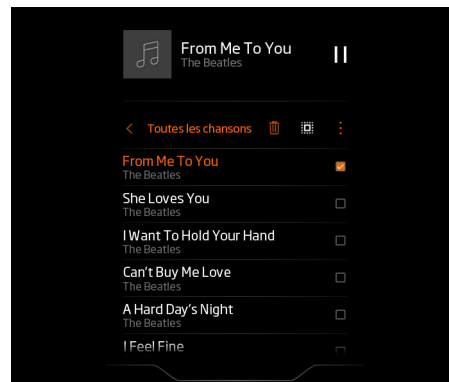 From Me To You
The Beatles
Toutes les chansons
From Me To You
The Beatles
She Loves You
The Beatles
I Want To Hold Your Hand
The Beatles
Can't Buy Me Love
The Beatles
A Hard Day's Night
The Beatles
I Feel Fine